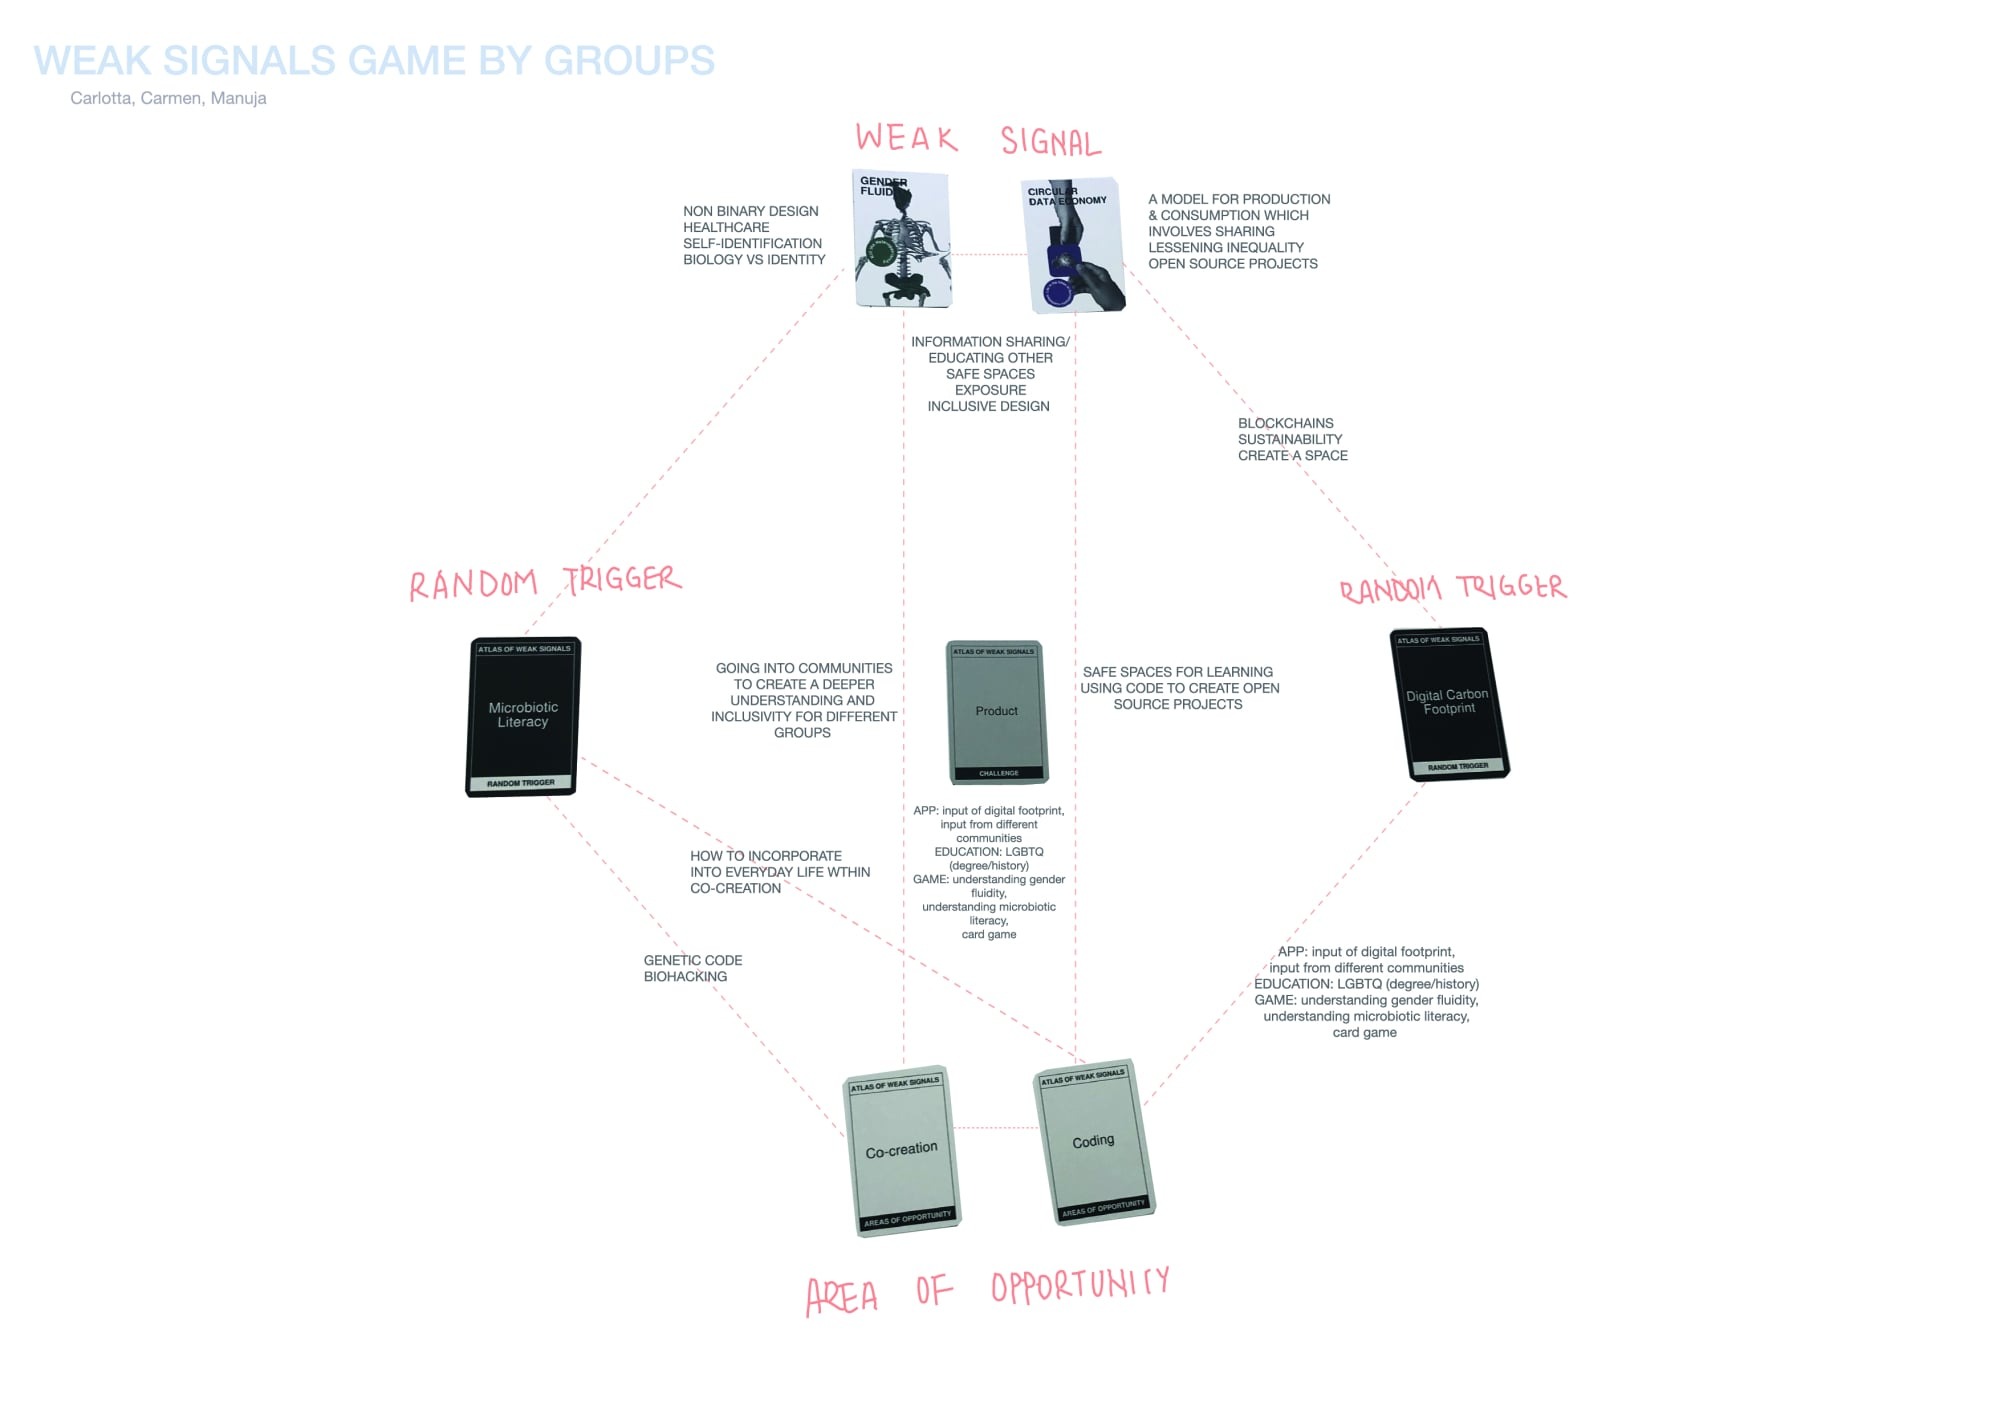 WEAK SIGNALS GAME BY GROUPS
Carlotta, Carmen, Manuja
WEAK SIGNAL
GENDER
FLUIDITY
CIRCULAR
DATA ECONOMY
NON BINARY DESIGN
HEALTHCARE
SELF-IDENTIFICATION
BIOLOGY VS IDENTITY
A MODEL FOR PRODUCTION
& CONSUMPTION WHICH
INVOLVES SHARING
LESSENING INEQUALITY
OPEN SOURCE PROJECTS
INFORMATION SHARING/
EDUCATING OTHER
SAFE SPACES
EXPOSURE
INCLUSIVE DESIGN
BLOCKCHAINS
SUSTAINABILITY
CREATE A SPACE
RANDOM TRIGGER
RANDOM TRIGGER
ATLAS OF WEAK SIGNALS
Microbiotic
Literacy
RANDOM TRIGGER
GOING INTO COMMUNITIES
TO CREATE A DEEPER
UNDERSTANDING AND
INCLUSIVITY FOR DIFFERENT
GROUPS
ATLAS OF WEAK SIGNALS
Product
CHALLENGE
SAFE SPACES FOR LEARNING
USING CODE TO CREATE OPEN
SOURCE PROJECTS
ATLAS OF WEAK SIGNALS
Digital Carbon
Footprint
RANDOM TRIGGER
APP: input of digital footprint,
input from different
communities
EDUCATION: LGBTQ
(degree/history)
GAME: understanding gender
fluidity,
understanding microbiotic
literacy,
card game
HOW TO INCORPORATE
INTO EVERYDAY LIFE WTHIN
CO-CREATION
GENETIC CODE
BIOHACKING
APP: input of digital footprint,
input from different communities
EDUCATION: LGBTQ (degree/history)
GAME: understanding gender fluidity,
understanding microbiotic literacy,
card game
ATLAS OF WEAK SIGNALS
Co-creation
AREAS OF OPPORTUNITY
ATLAS OF WEAK SIGNALS
Coding
AREAS OF OPPORTUNITY
AREA OF OPPORTUNITY